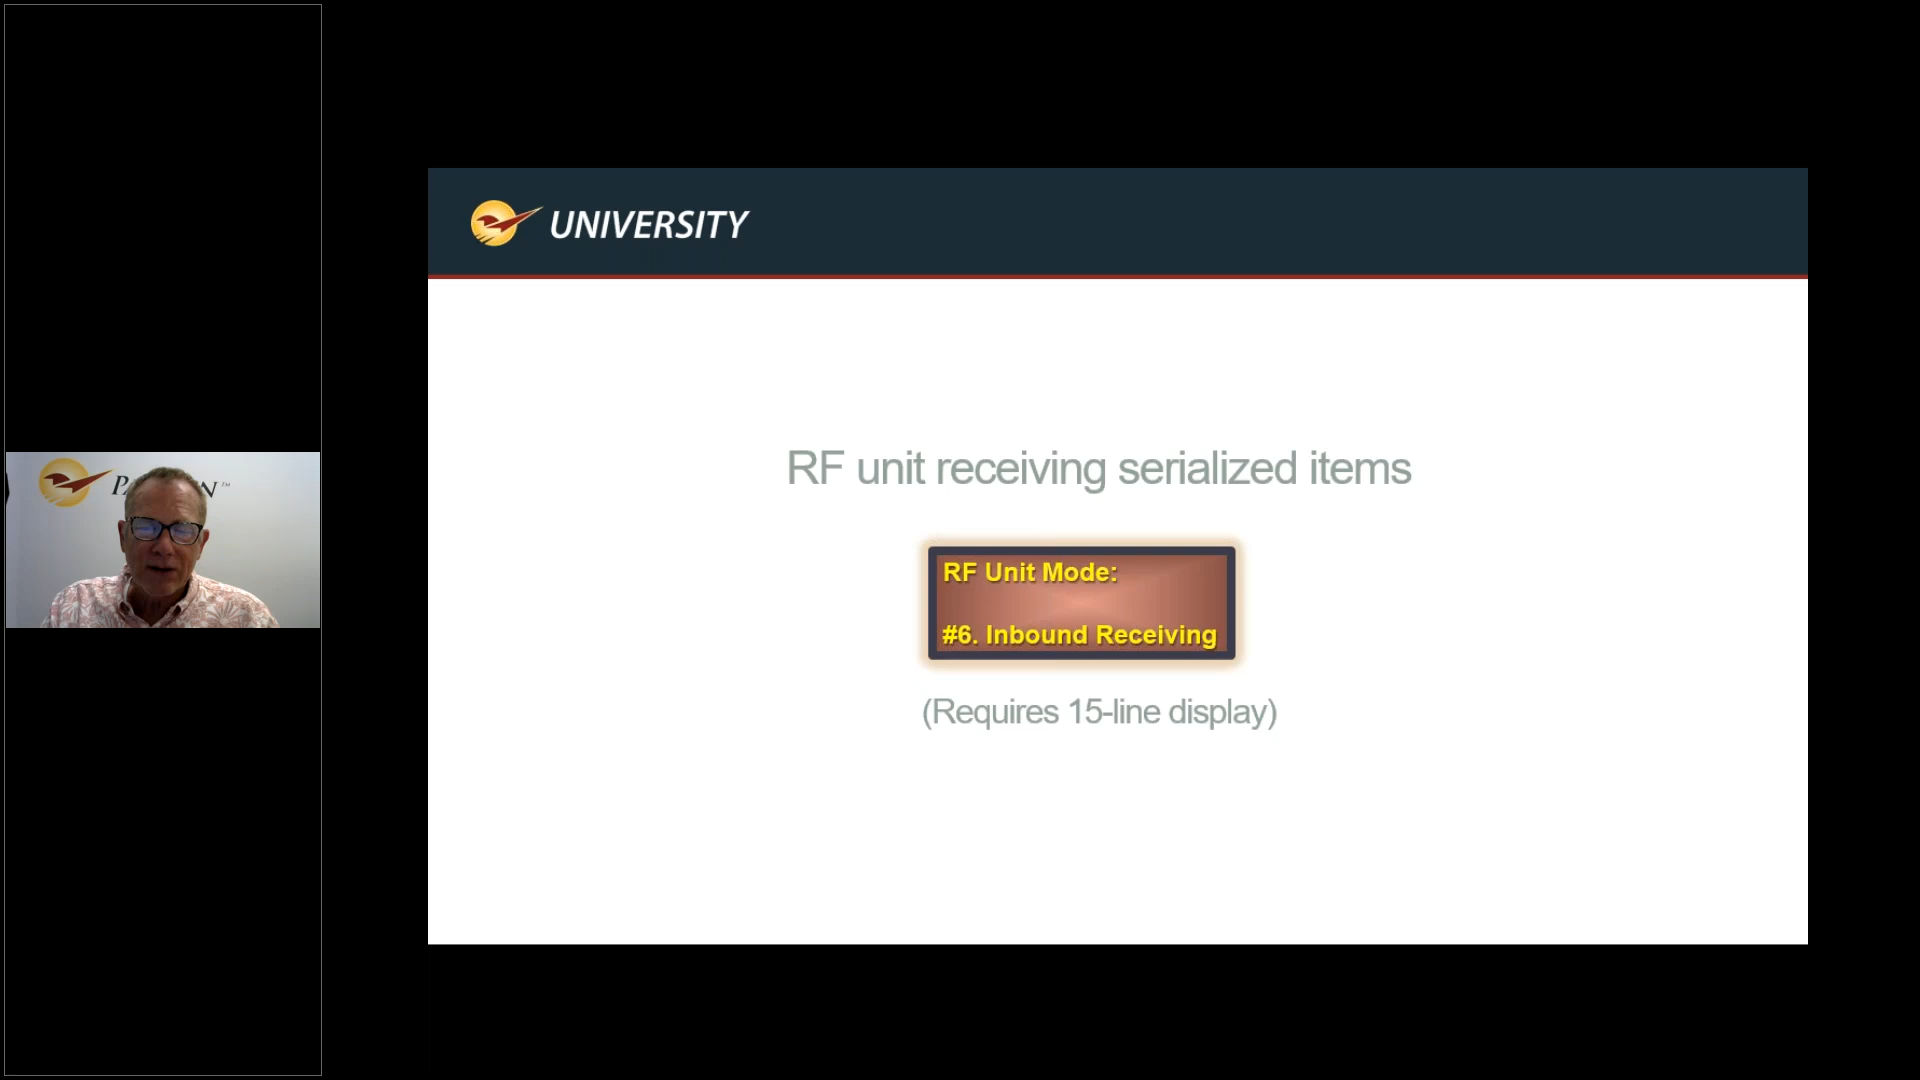 UNIVERSITY
RF unit receiving serialized items
RF Unit Mode:
#6. Inbound Receiving
(Requires 15-line display)